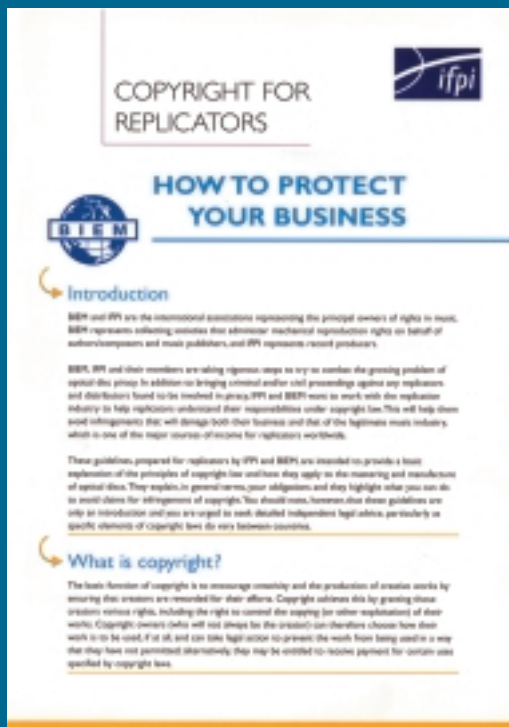 COPYRIGHT FOR
REPLICATORS
ifpi
HOW TO PROTECT
YOUR BUSINESS
BIEM
Introduction
BIEM and IFPI are the international associations representing the principal owners of rights in music.
BIEM represents collecting societies that administer mechanical reproduction rights on behalf of
authors/composers and music publishers, and IFPI represents record producers.
BIEM, IFPI and their members are taking rigorous steps to try to combat the growing problem of
optical disc piracy. In addition to bringing criminal and/or civil proceedings against any replicators
and distributors found to be involved in piracy, IFPI and BIEM want to work with the replication
industry to help replicators understand their responsibilities under copyright law. This will help them
avoid infringements that will damage both their business and that of the legitimate music industry,
which is one of the major sources of income for replicators worldwide.
These guidelines, prepared for replicators by IFPI and BIEM, are intended to provide a basic
explanation of the principles of copyright law and how they apply to the mastering and manufacture
of optical discs. They explain, in general terms, your obligations, and they highlight what you can do
to avoid claims for infringement of copyright. You should note, however, that these guidelines are
only an introduction and you are urged to seek detailed independent legal advice, particularly as
specific elements of copyright laws do vary between countries.
What is copyright?
The basic function of copyright is to encourage creativity and the production of creative works by
ensuring that creators are rewarded for their efforts. Copyright achieves this by granting those
creators various rights, including the right to control the copying (or other exploitation) of their
works. Copyright owners (who will not always be the creator) can therefore choose how their
work is to be used, if at all, and can take legal action to prevent the work from being used in a way
that they have not permitted; alternatively, they may be entitled to receive payment for certain uses
specified by copyright laws.